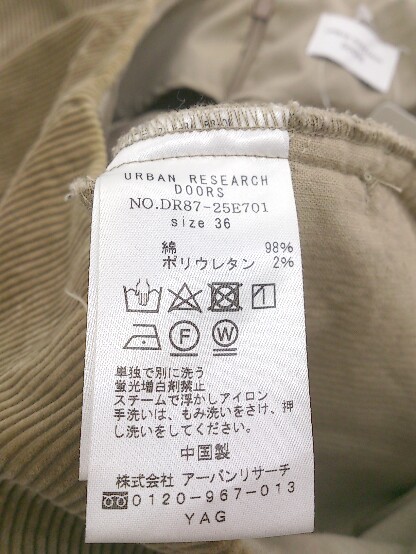 URBAN RESEARCH
DOORS
NO.DR87-25E701
size 36
綿 98%
ポリウレタン 2%
F W
単独で別に洗う
蛍光増白剤禁止
スチームで浮かしアイロン
手洗いは、もみ洗いをさけ、押
し洗いをしてください。
中国製
株式会社 アーバンリサーチ
0120-967-013
YAG